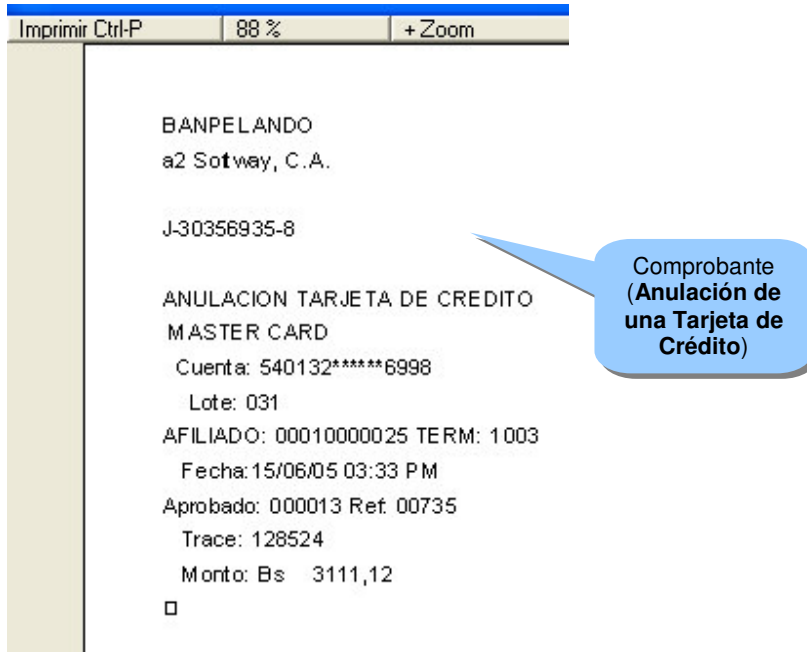 Imprimir Ctrl-P 88 % + Zoom
BANPELANDO
a2 Sotway, C.A.
J-30356935-8
ANULACION TARJETA DE CREDITO
MASTER CARD
Cuenta: 540132******6998
Lote: 031
AFILIADO: 00010000025 TERM: 1003
Fecha:15/06/05 03:33 PM
Aprobado: 000013 Ref: 00735
Trace: 128524
Monto: Bs 3111,12
Comprobante
(Anulación de
una Tarjeta de
Crédito)